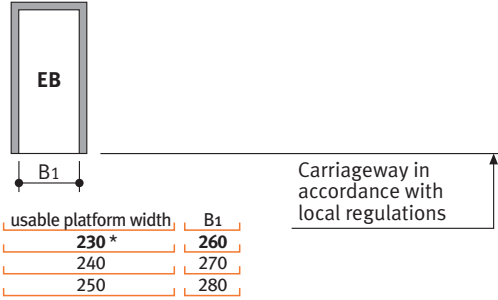 EB
B1
Carriageway in
accordance with
local regulations
usable platform width B1
230 * 260
240 270
250 280